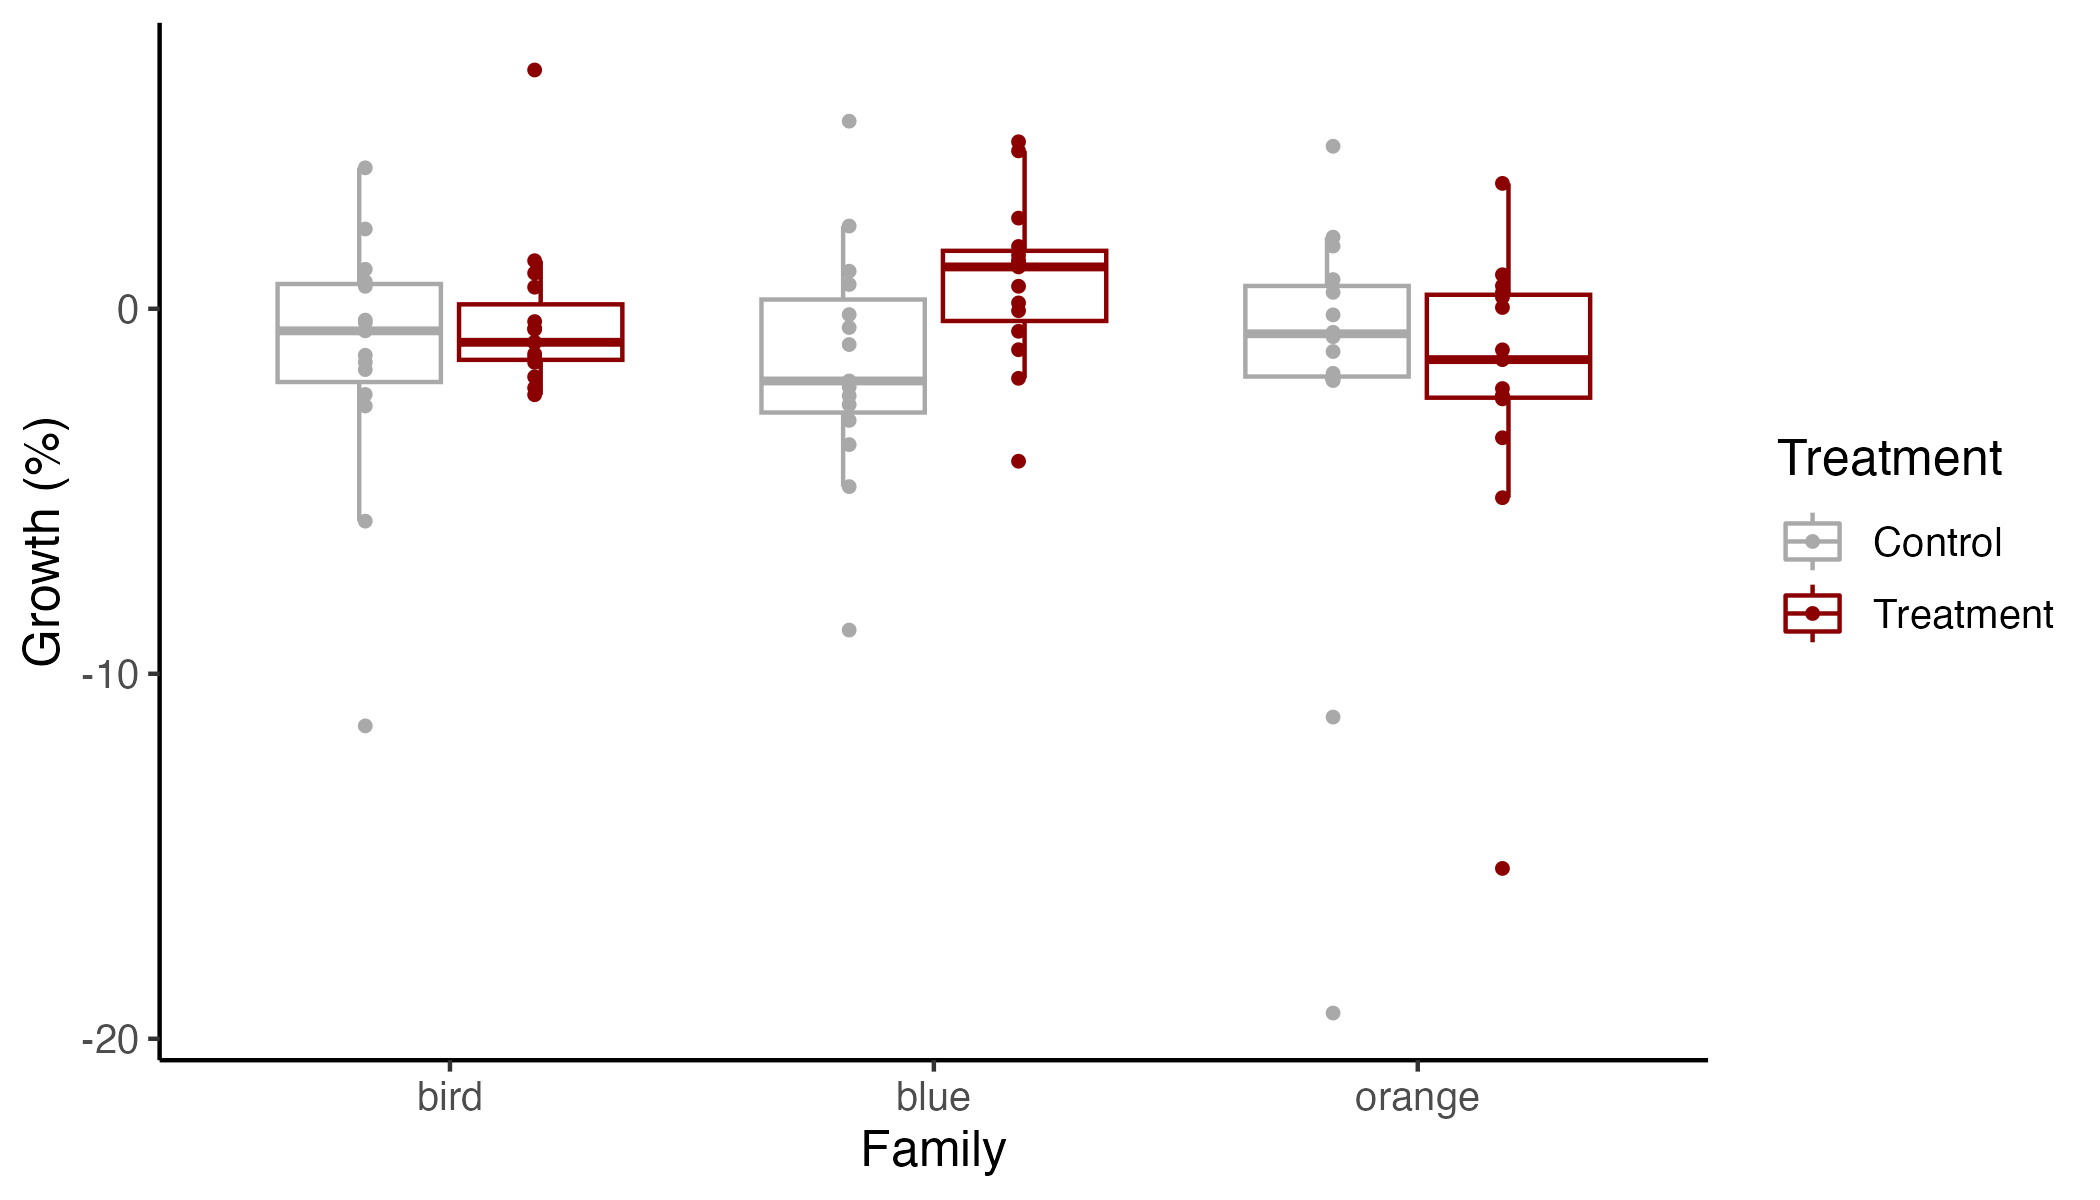 Growth (%)
0
-10
-20
bird blue orange
Family
Treatment
Control
Treatment